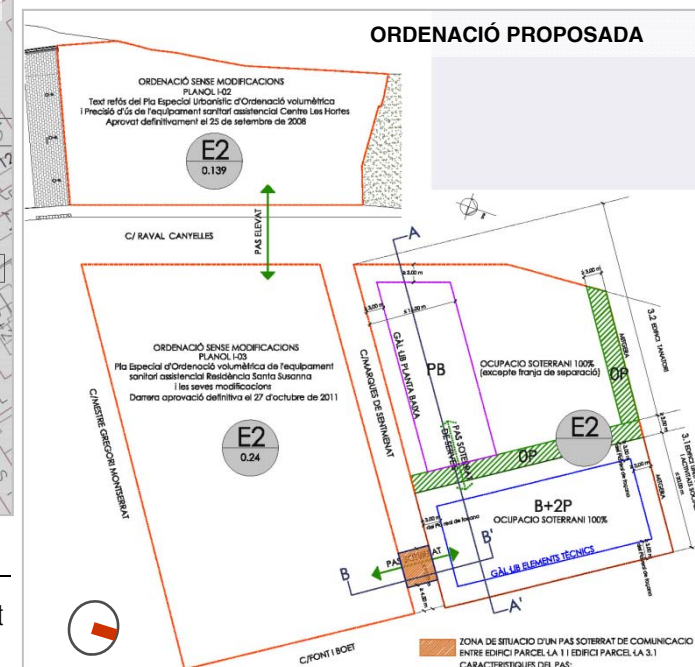 ORDENACIÓ PROPOSADA
ORDENACIÓ SENSE MODIFICACIONS
PLANOL I-02
Text refós del Pla Especial Urbanístic d'Ordenació volumètrica
i Precisió d'ús de l'equipament sanitari assistencial Centre Les Hortes
Aprovat definitivament el 25 de setembre de 2008
E2
0.139
C/ RAVAL CANYELLES
PAS ELEVAT
A
ORDENACIÓ SENSE MODIFICACIONS
PLANOL I-03
Pla Especial d'Ordenació volumètrica de l'equipament
sanitari assistencial Residència Santa Susanna
i les seves modificacions
Darrera aprovació definitiva el 27 d'octubre de 2011
E2
0.24
C/MESTRE GREGORI MONTSERRAT
C/MARQUES DE SENTMENAT
GÀL·LIB PLANTA BAIXA
PB
OCUPACIO SOTERRANI 100%
(excepte franja de separació)
PAS SOTERRAT
DE SERVEI
0P
0P
E2
MITGERA
3.2 EDIFICI TANATORI
MITGERA
B+2P
OCUPACIO SOTERRANI 100%
GÀL·LIB ELEMENTS TÈCNICS
B
B'
A'
C/FONT I BOET
ZONA DE SITUACIO D'UN PAS SOTERRAT DE COMUNICACIO
ENTRE EDIFICI PARCEL·LA 1 I EDIFICI PARCEL·LA 3.1
CARACTERISTIQUES DEL PAS: